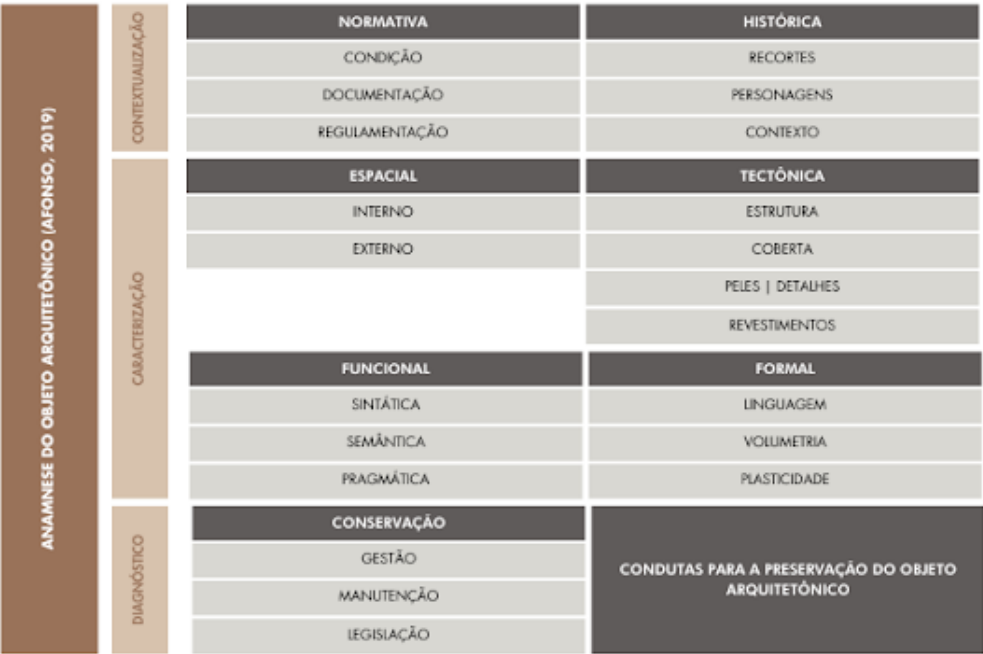 ANAMNESE DO OBJETO ARQUITETÔNICO (AFONSO, 2019)
CONTEXTUALIZAÇÃO
NORMATIVA
CONDIÇÃO
DOCUMENTAÇÃO
REGULAMENTAÇÃO
HISTÓRICA
RECORTES
PERSONAGENS
CONTEXTO
CARACTERIZAÇÃO
ESPACIAL
INTERNO
EXTERNO
TECTÔNICA
ESTRUTURA
COBERTA
PELES | DETALHES
REVESTIMENTOS
FUNCIONAL
SINTÁTICA
SEMÂNTICA
PRAGMÁTICA
FORMAL
LINGUAGEM
VOLUMETRIA
PLASTICIDADE
DIAGNÓSTICO
CONSERVAÇÃO
GESTÃO
MANUTENÇÃO
LEGISLAÇÃO
CONDUTAS PARA A PRESERVAÇÃO DO OBJETO
ARQUITETÔNICO